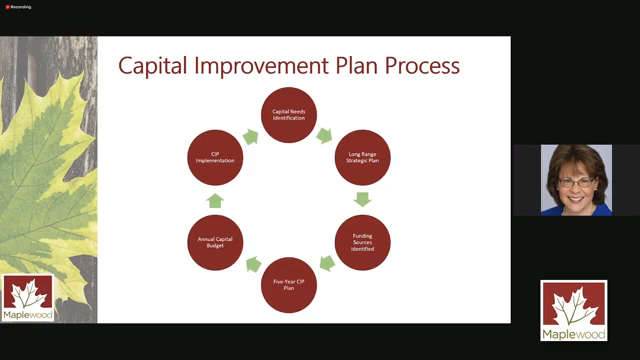 Recording
Capital Improvement Plan Process
Capital Needs
Identification
Long Range
Strategic Plan
Funding
Sources
Identified
Five-Year CIP
Plan
Annual Capital
Budget
CIP
Implementation
Maplewood
Maplewood